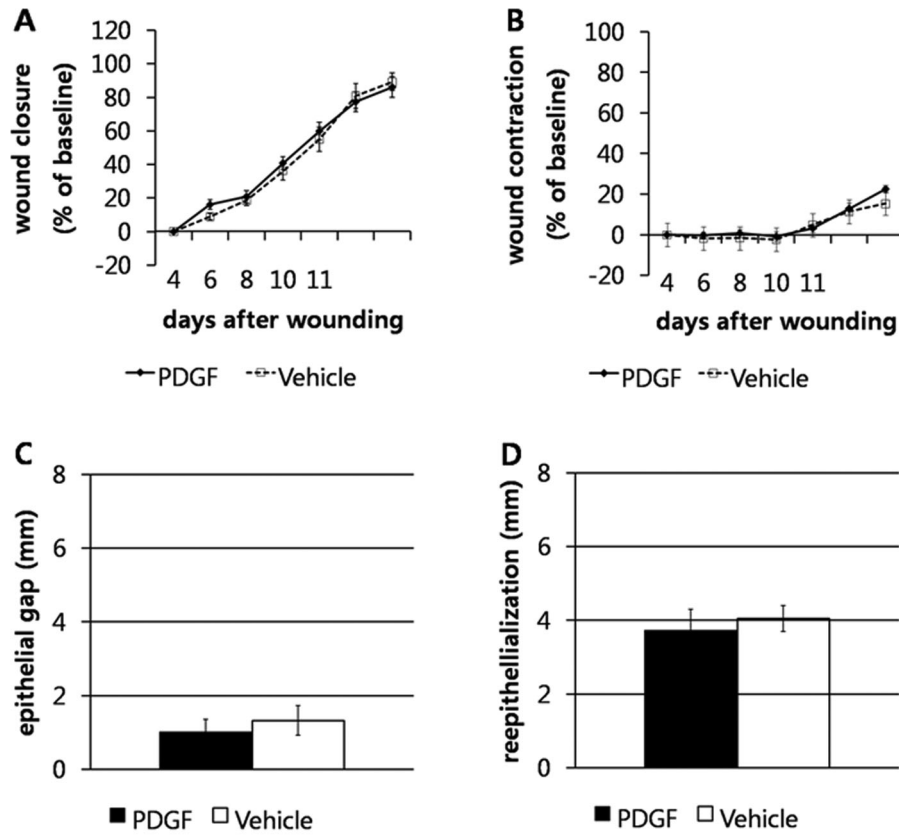 A
wound closure
(% of baseline)
120
100
80
60
40
20
0
-20
4 6 8 10 11
days after wounding
PDGF Vehicle
B
wound contraction
(% of baseline)
100
80
60
40
20
0
-20
4 6 8 10 11
days after wounding
PDGF Vehicle
C
epithelial gap (mm)
8
6
4
2
0
PDGF Vehicle
D
reepithellialization (mm)
8
6
4
2
0
PDGF Vehicle